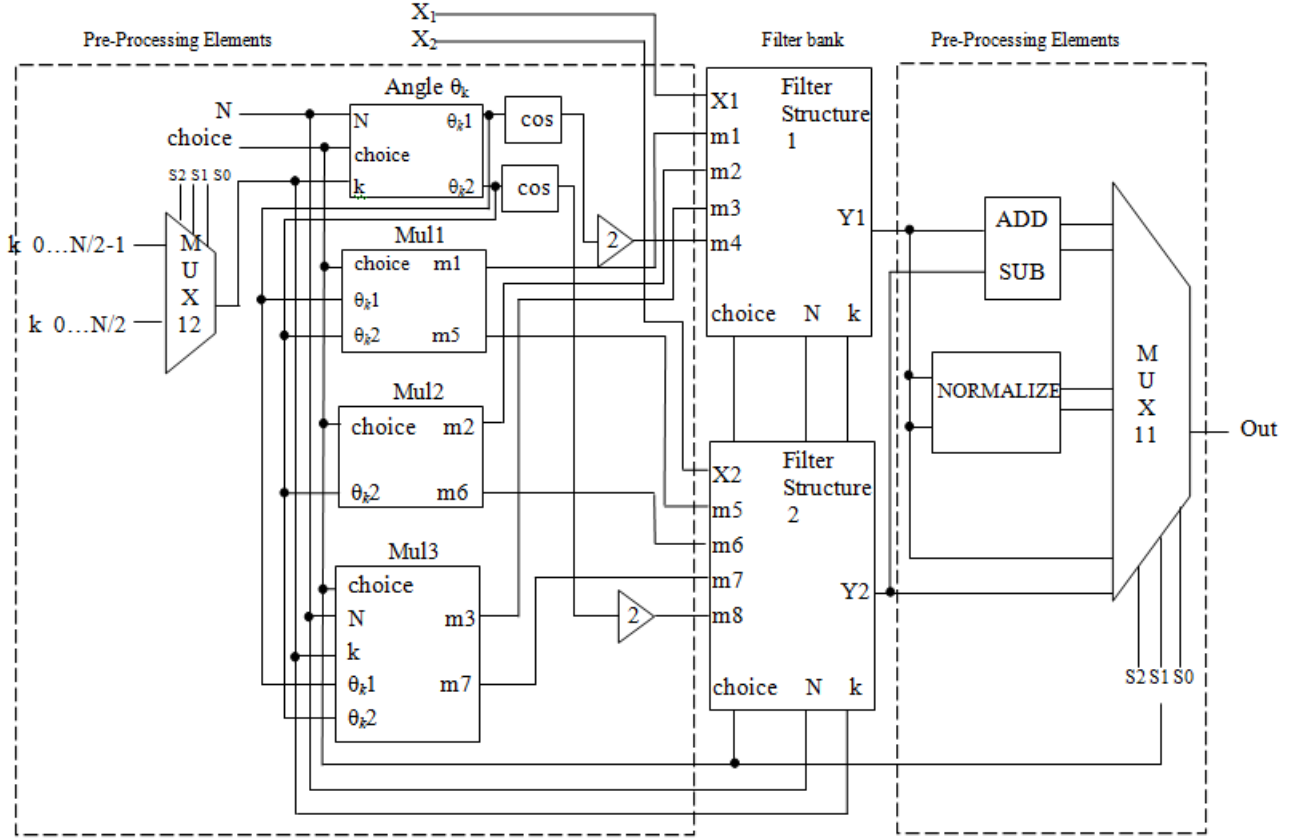 X₁
X₂
Pre-Processing Elements
Filter bank
Pre-Processing Elements
N
choice
S2 S1 S0
k 0…N/2-1
k 0…N/2
M
U
X
12
Angle θₖ
N
choice
k
θₖ1
θₖ2
cos
cos
2
Mul1
choice m1
θₖ1
θₖ2 m5
Mul2
choice m2
θₖ2 m6
Mul3
choice
N m3
k
θₖ1 m7
θₖ2
2
Filter
Structure
1
X1
m1
m2
m3
m4
Y1
choice N k
Filter
Structure
2
X2
m5
m6
m7
m8
Y2
choice N k
ADD
SUB
NORMALIZE
M
U
X
11
Out
S2 S1 S0